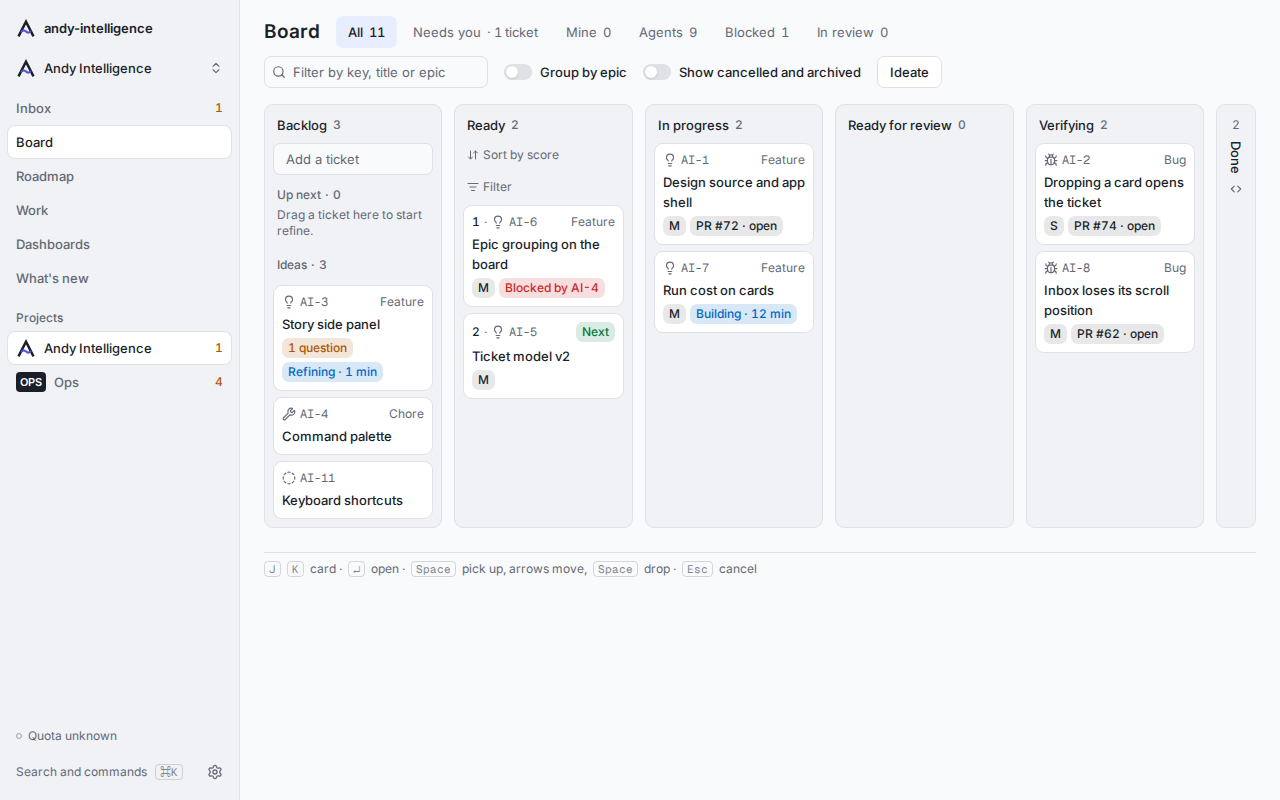 andy-intelligence
Andy Intelligence
Inbox 1
Board
Roadmap
Work
Dashboards
What's new
Projects
Andy Intelligence 1
OPS Ops 4
Quota unknown
Search and commands ⌘K
Board All 11 Needs you · 1 ticket Mine 0 Agents 9 Blocked 1 In review 0
Filter by key, title or epic Group by epic Show cancelled and archived Ideate
Backlog 3
Add a ticket
Up next · 0
Drag a ticket here to start
refine.
Ideas · 3
AI-3 Feature
Story side panel
1 question
Refining · 1 min
AI-4 Chore
Command palette
AI-11
Keyboard shortcuts
Ready 2
Sort by score
Filter
1 · AI-6 Feature
Epic grouping on the
board
M Blocked by AI-4
2 · AI-5 Next
Ticket model v2
M
In progress 2
AI-1 Feature
Design source and app
shell
M PR #72 · open
AI-7 Feature
Run cost on cards
M Building · 12 min
Ready for review 0
Verifying 2
AI-2 Bug
Dropping a card opens
the ticket
S PR #74 · open
AI-8 Bug
Inbox loses its scroll
position
M PR #62 · open
2
Done
J K card · ↵ open · Space pick up, arrows move, Space drop · Esc cancel